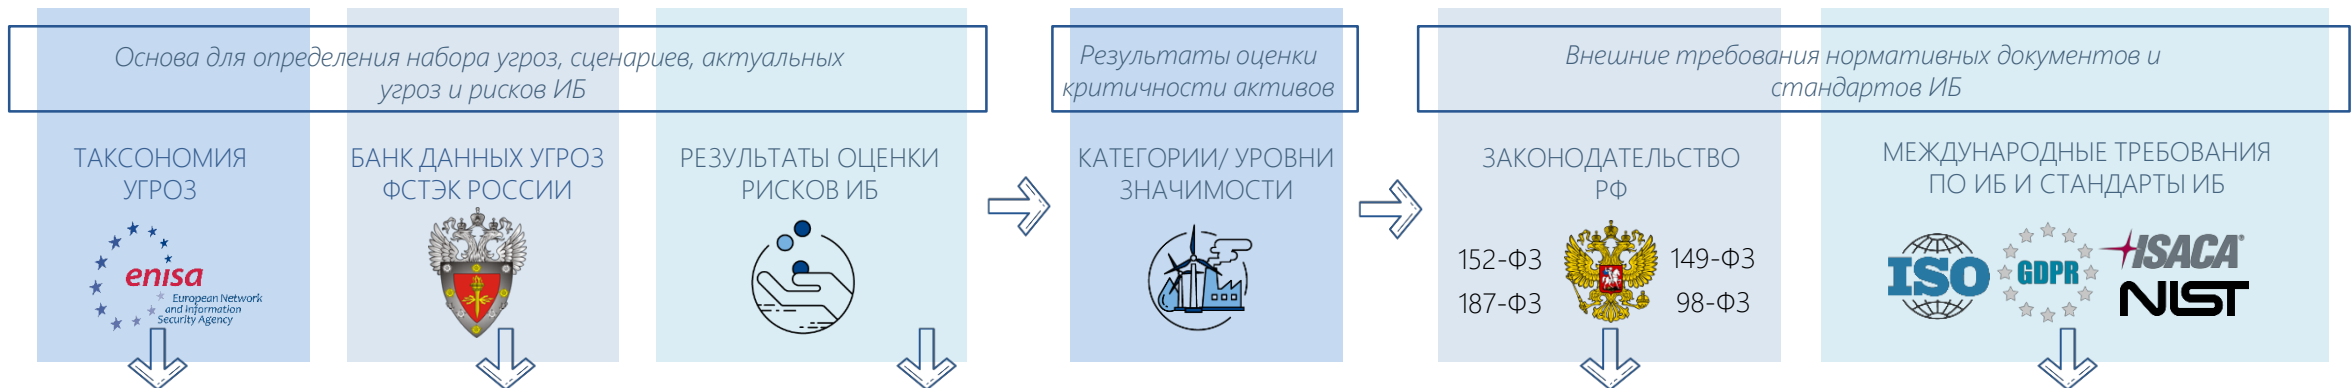 Основа для определения набора угроз, сценариев, актуальных
угроз и рисков ИБ
Результаты оценки
критичности активов
Внешние требования нормативных документов и
стандартов ИБ
ТАКСОНОМИЯ
УГРОЗ
БАНК ДАННЫХ УГРОЗ
ФСТЭК РОССИИ
РЕЗУЛЬТАТЫ ОЦЕНКИ
РИСКОВ ИБ
КАТЕГОРИИ/ УРОВНИ
ЗНАЧИМОСТИ
ЗАКОНОДАТЕЛЬСТВО
РФ
МЕЖДУНАРОДНЫЕ ТРЕБОВАНИЯ
ПО ИБ И СТАНДАРТЫ ИБ
enisa
European Network
and Information
Security Agency
152-ФЗ
149-ФЗ
187-ФЗ
98-ФЗ
ISO
GDPR
ISACA®
NIST